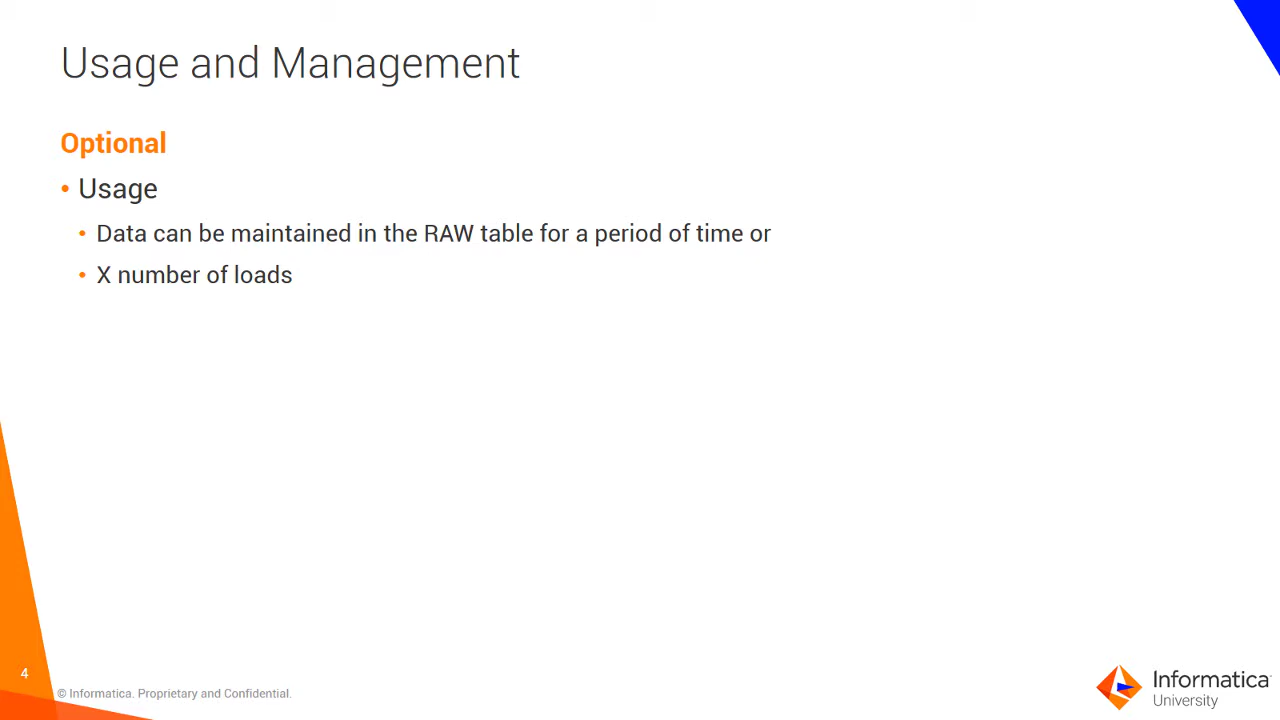 Usage and Management
Optional
• Usage
• Data can be maintained in the RAW table for a period of time or
• X number of loads
4
© Informatica. Proprietary and Confidential.
Informatica
University